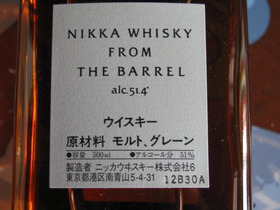 NIKKA WHISKY
FROM
THE BARREL
alc.51.4°
ウイスキー
原材料 モルト、グレーン
●容量 500ml ●アルコール分 51%
製造者 ニッカウヰスキー株式会社6
東京都港区南青山5-4-31 12B30A